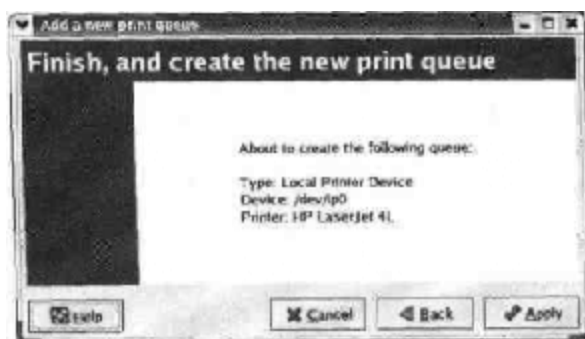 Add a new print queue
Finish, and create the new print queue
About to create the following queue:
Type: Local Printer Device
Device: /dev/lp0
Printer: HP LaserJet 4L
Help
Cancel
Back
Apply